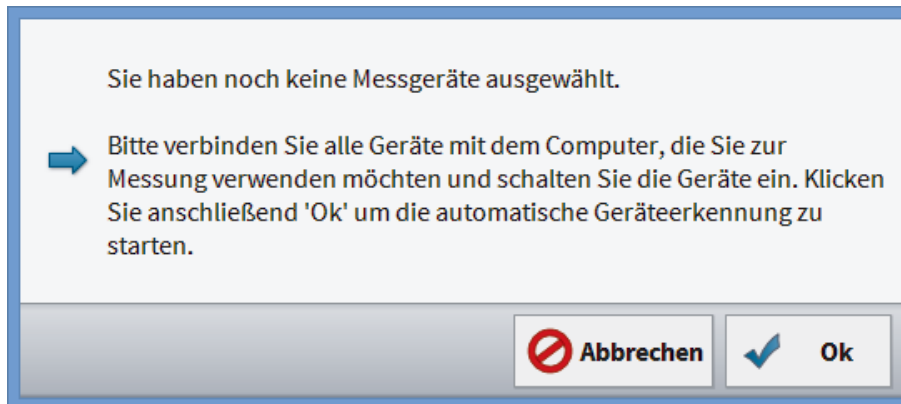 Sie haben noch keine Messgeräte ausgewählt.
Bitte verbinden Sie alle Geräte mit dem Computer, die Sie zur
Messung verwenden möchten und schalten Sie die Geräte ein. Klicken
Sie anschließend 'Ok' um die automatische Geräteerkennung zu
starten.
Abbrechen
Ok